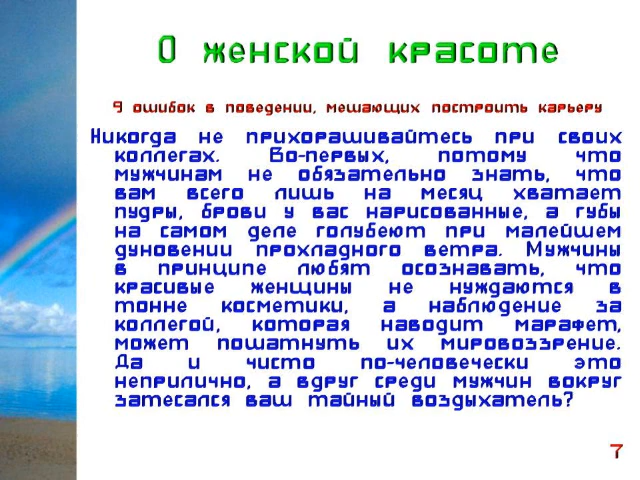 О женской красоте
9 ошибок в поведении, мешающих построить карьеру
Никогда не прихорашивайтесь при своих
коллегах. Во-первых, потому что
мужчинам не обязательно знать, что
вам всего лишь на месяц хватает
пудры, брови у вас нарисованные, а губы
на самом деле голубеют при малейшем
дуновении прохладного ветра. Мужчины
в принципе любят осознавать, что
красивые женщины не нуждаются в
тонне косметики, а наблюдение за
коллегой, которая наводит марафет,
может пошатнуть их мировоззрение.
Да и чисто по-человечески это
неприлично, а вдруг среди мужчин вокруг
затесался ваш тайный воздыхатель?
7